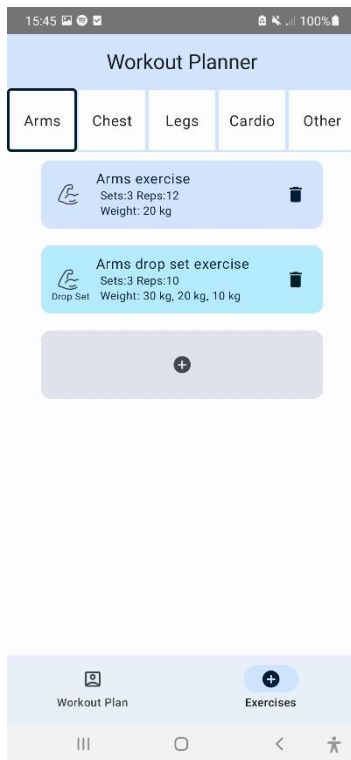 15:45 100%
Workout Planner
Arms Chest Legs Cardio Other
Arms exercise
Sets:3 Reps:12
Weight: 20 kg
Arms drop set exercise
Sets:3 Reps:10
Drop Set Weight: 30 kg, 20 kg, 10 kg
Workout Plan Exercises